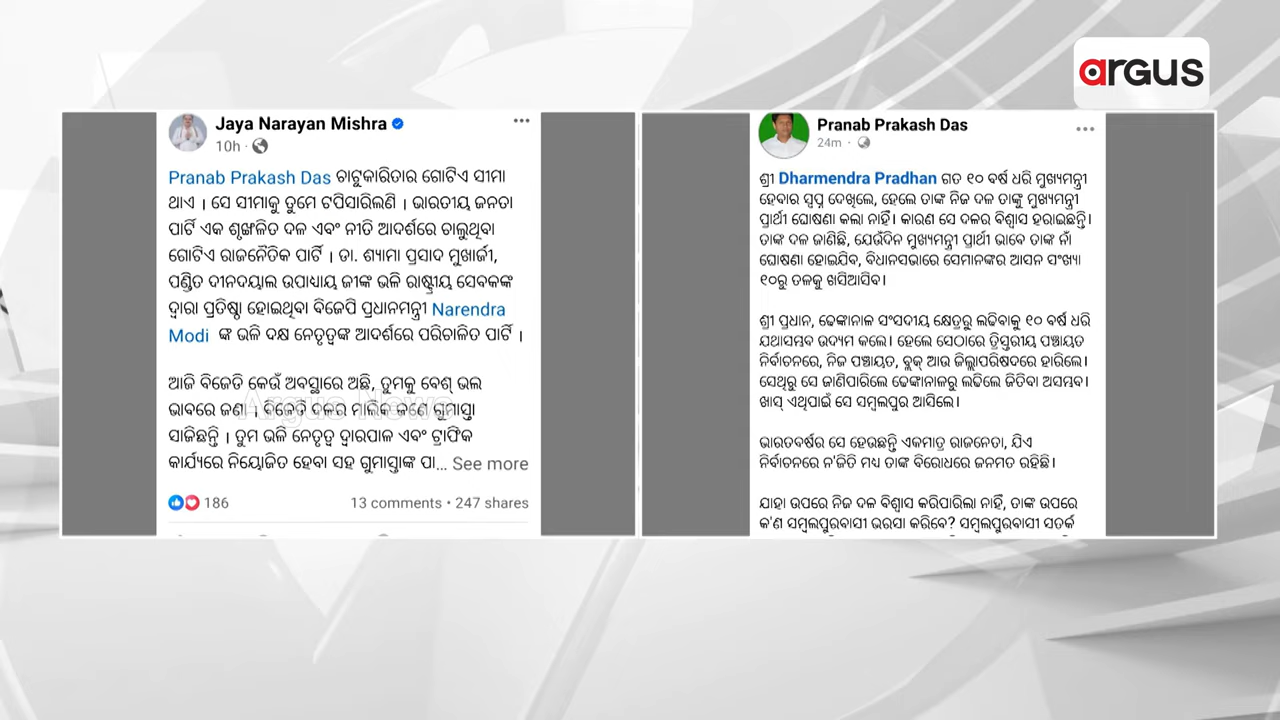 argus
Jaya Narayan Mishra
10h
Pranab Prakash Das ଚାଟୁକାରିତାର ଗୋଟିଏ ସୀମା
ଥାଏ । ସେ ସୀମାକୁ ତୁମେ ଟପିସାରିଲଣି । ଭାରତୀୟ ଜନତା
ପାର୍ଟି ଏକ ଶୃଙ୍ଖଳିତ ଦଳ ଏବଂ ନୀତି ଆଦର୍ଶରେ ଚାଲୁଥିବା
ଗୋଟିଏ ରାଜନୈତିକ ପାର୍ଟି । ଡା. ଶ୍ୟାମା ପ୍ରସାଦ ମୁଖାର୍ଜୀ,
ପଣ୍ଡିତ ଦୀନଦୟାଲ ଉପାଧ୍ୟାୟ ଜୀଙ୍କ ଭଳି ରାଷ୍ଟ୍ରୀୟ ସେବକଙ୍କ
ଦ୍ୱାରା ପ୍ରତିଷ୍ଠା ହୋଇଥିବା ବିଜେପି ପ୍ରଧାନମନ୍ତ୍ରୀ Narendra
Modi ଙ୍କ ଭଳି ଦକ୍ଷ ନେତୃତ୍ୱଙ୍କ ଆଦର୍ଶରେ ପରିଚାଳିତ ପାର୍ଟି ।
ଆଜି ବିଜେଡି କେଉଁ ଅବସ୍ଥାରେ ଅଛି, ତୁମକୁ ବେଶ୍ ଭଲ
ଭାବରେ ଜଣା । ବିଜେଡି ଦଳର ମାଲିକ ଜଣେ ଗୁମାସ୍ତା
ସାଜିଛନ୍ତି । ତୁମ ଭଳି ନେତୃତ୍ୱ ଦ୍ୱାରପାଳ ଏବଂ ଟ୍ରାଫିକ
କାର୍ଯ୍ୟରେ ନିୟୋଜିତ ହେବା ସହ ଗୁମାସ୍ତାଙ୍କ ପା... See more
186 13 comments • 247 shares
Argus News
Pranab Prakash Das
24m
ଶ୍ରୀ Dharmendra Pradhan ଗତ ୧୦ ବର୍ଷ ଧରି ମୁଖ୍ୟମନ୍ତ୍ରୀ
ହେବାର ସ୍ବପ୍ନ ଦେଖିଲେ, ହେଲେ ତାଙ୍କ ନିଜ ଦଳ ତାଙ୍କୁ ମୁଖ୍ୟମନ୍ତ୍ରୀ
ପ୍ରାର୍ଥୀ ଘୋଷଣା କଲା ନାହିଁ। କାରଣ ସେ ଦଳର ବିଶ୍ବାସ ହରାଇଛନ୍ତି।
ତାଙ୍କ ଦଳ ଜାଣିଛି, ଯେଉଁଦିନ ମୁଖ୍ୟମନ୍ତ୍ରୀ ପ୍ରାର୍ଥୀ ଭାବେ ତାଙ୍କ ନାଁ
ଘୋଷଣା ହୋଇଯିବ, ବିଧାନସଭାରେ ସେମାନଙ୍କର ଆସନ ସଂଖ୍ୟା
୧୦ରୁ ତଳକୁ ଖସିଆସିବ।
ଶ୍ରୀ ପ୍ରଧାନ, ଢେଙ୍କାନାଳ ସଂସଦୀୟ କ୍ଷେତ୍ରରୁ ଲଢିବାକୁ ୧୦ ବର୍ଷ ଧରି
ଯଥାସମ୍ଭବ ଉଦ୍ୟମ କଲେ। ହେଲେ ସେଠାରେ ତ୍ରିସ୍ତରୀୟ ପଞ୍ଚାୟତ
ନିର୍ବାଚନରେ, ନିଜ ପଞ୍ଚାୟତ, ବ୍ଲକ୍ ଆଉ ଜିଲ୍ଲାପରିଷଦରେ ହାରିଲେ।
ସେଥିରୁ ସେ ଜାଣିପାରିଲେ ଢେଙ୍କାନାଳରୁ ଲଢିଲେ ଜିତିବା ଅସମ୍ଭବ।
ଖାସ୍ ଏଥିପାଇଁ ସେ ସମ୍ବଲପୁର ଆସିଲେ।
ଭାରତବର୍ଷର ସେ ହେଉଛନ୍ତି ଏକମାତ୍ର ରାଜନେତା, ଯିଏ
ନିର୍ବାଚନରେ ନ'ଜିତି ମଧ୍ୟ ତାଙ୍କ ବିରୋଧରେ ଜନମତ ରହିଛି।
ଯାହା ଉପରେ ନିଜ ଦଳ ବିଶ୍ବାସ କରିପାରିଲା ନାହିଁ, ତାଙ୍କ ଉପରେ
କ'ଣ ସମ୍ବଲପୁରବାସୀ ଭରସା କରିବେ? ସମ୍ବଲପୁରବାସୀ ସତର୍କ